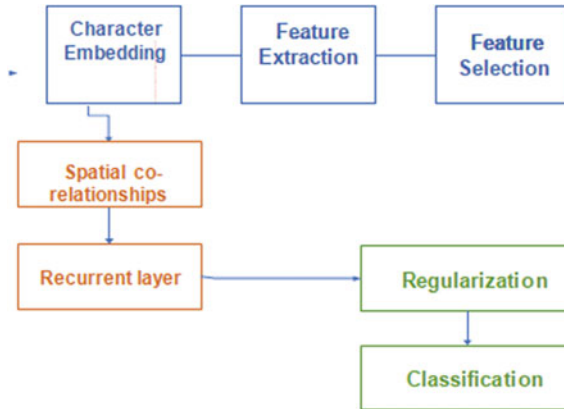 Character
Embedding
Feature
Extraction
Feature
Selection
Spatial co-
relationships
Recurrent layer
Regularization
Classification